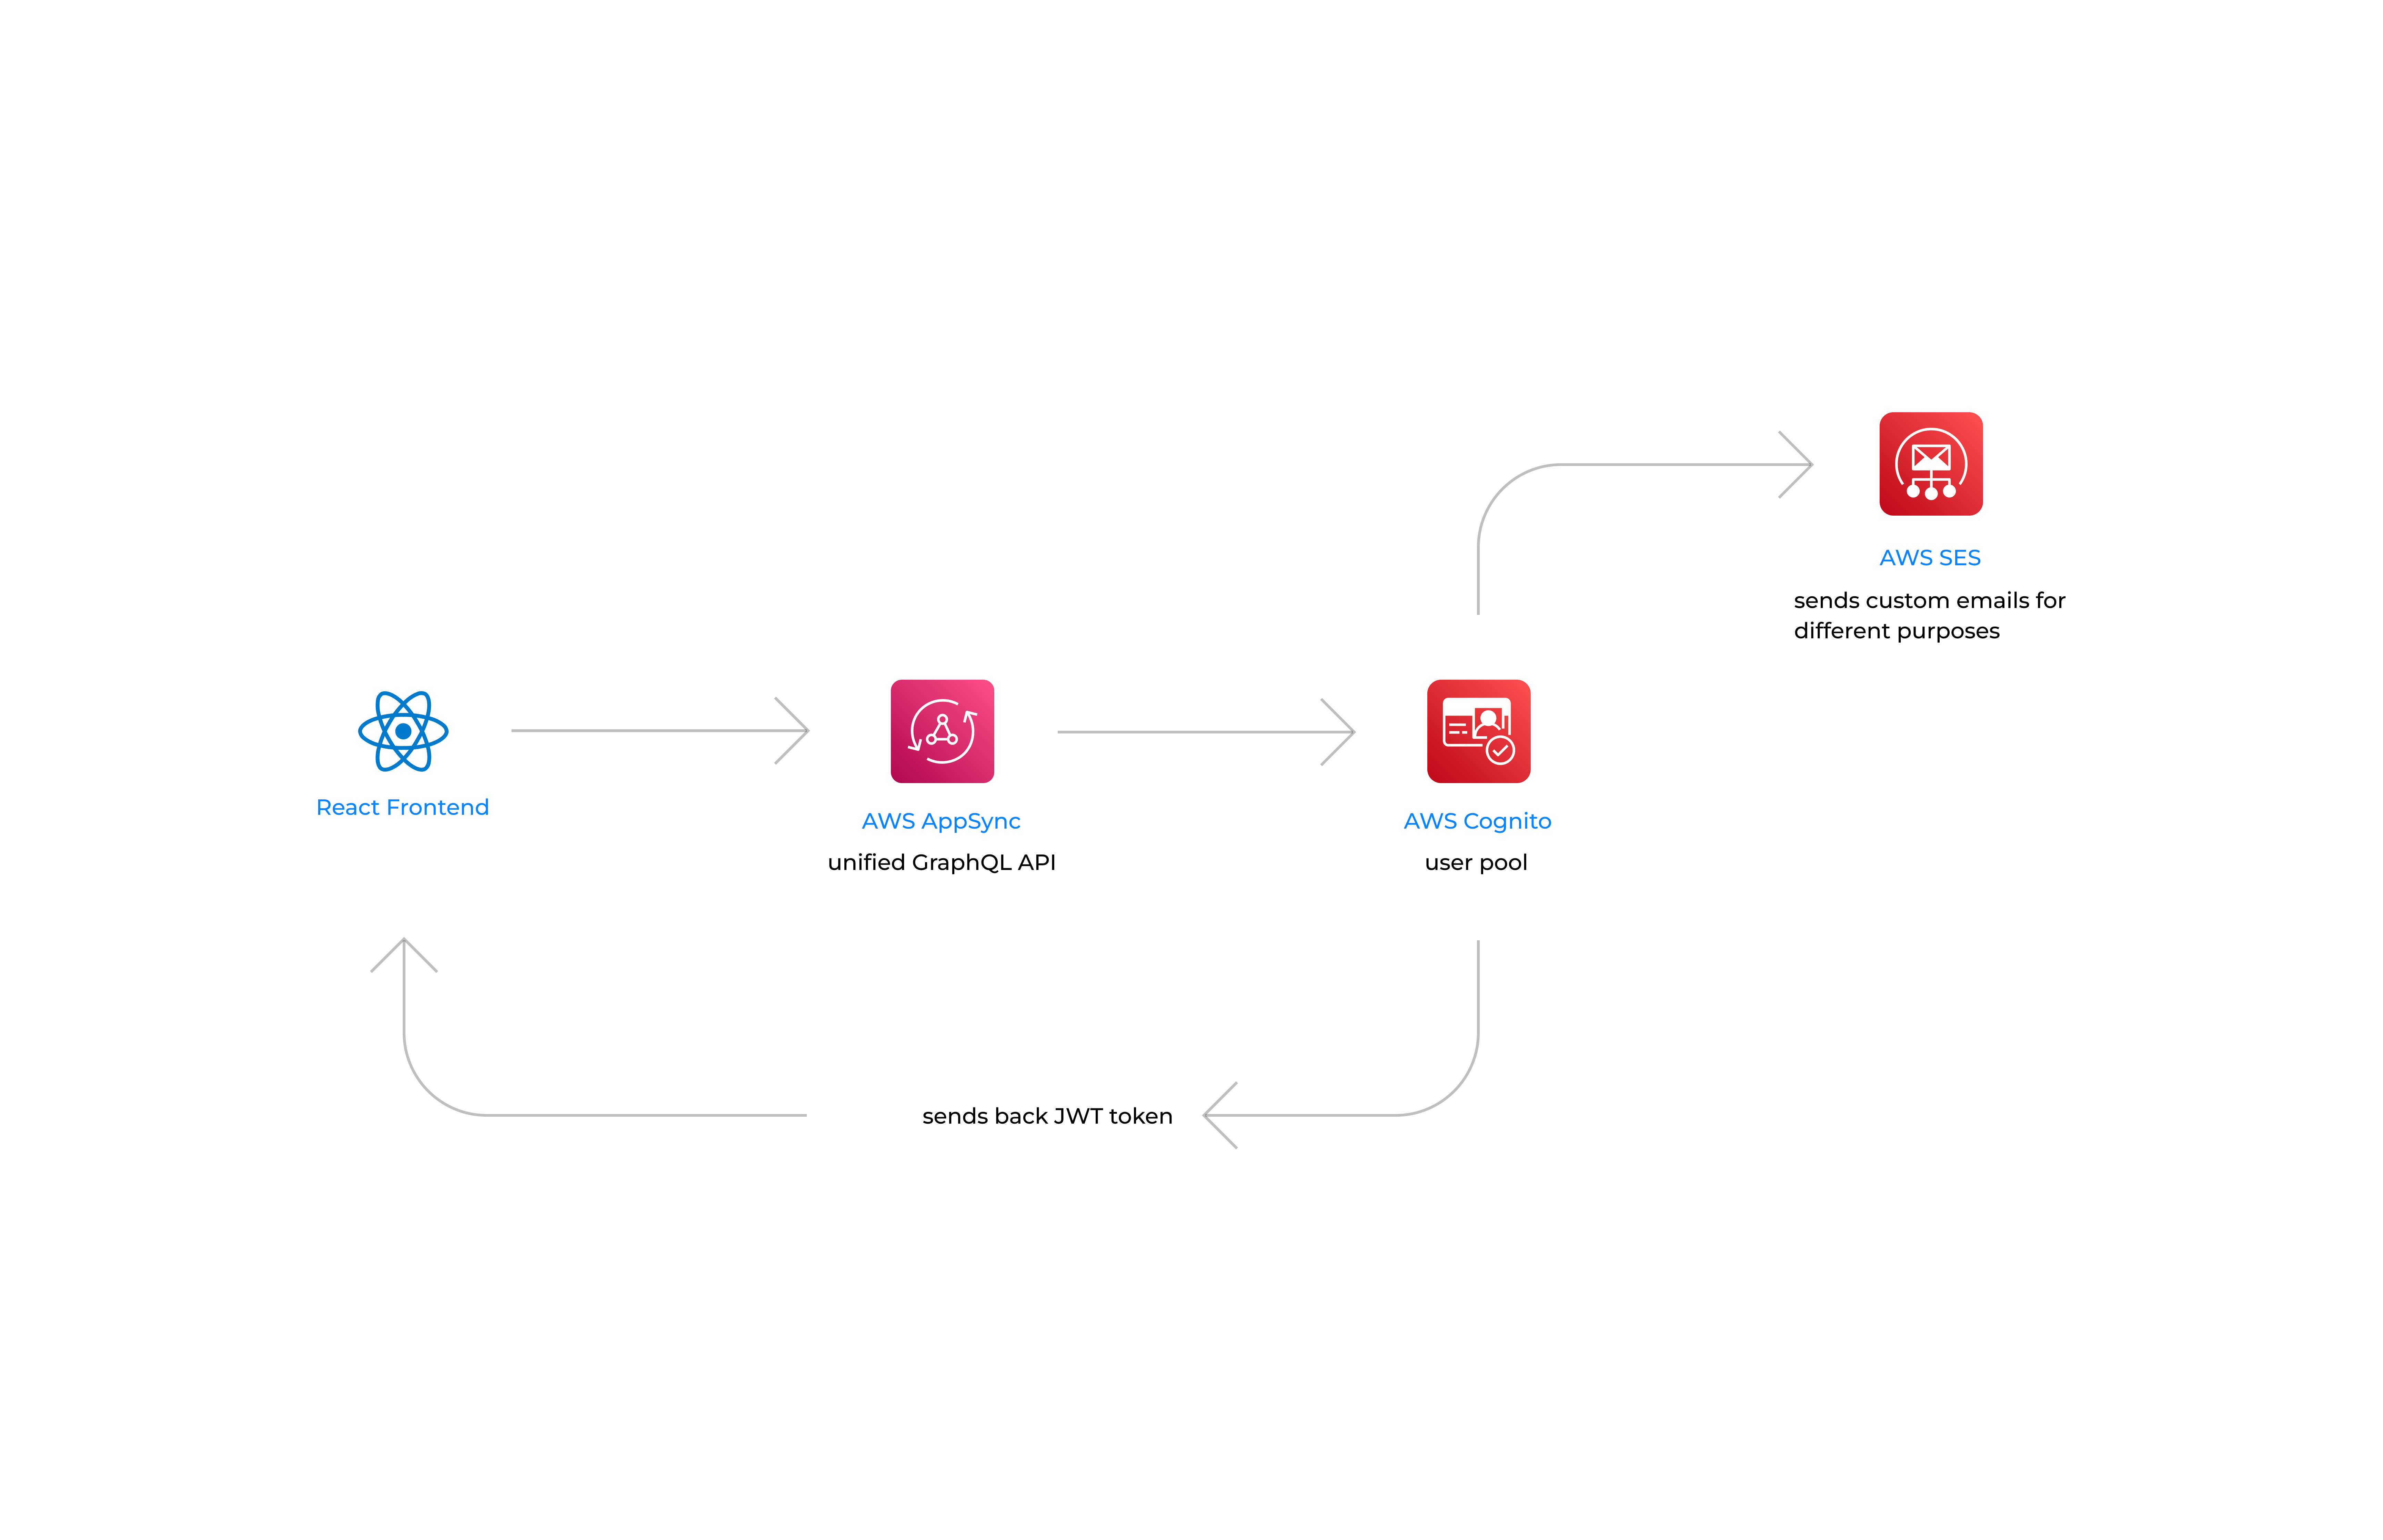 AWS SES
sends custom emails for
different purposes
React Frontend
AWS AppSync
unified GraphQL API
AWS Cognito
user pool
sends back JWT token